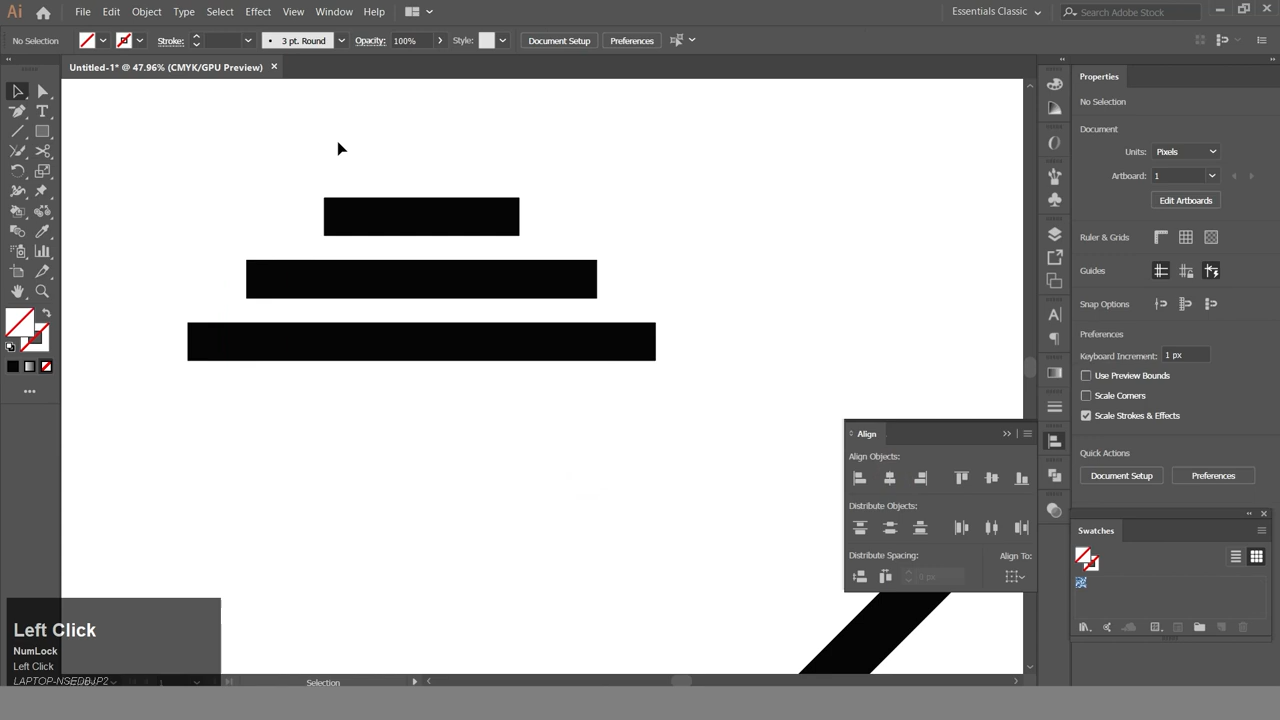 Ai File Edit Object Type Select Effect View Window Help Essentials Classic Search Adobe Stock
No Selection Stroke: 3 pt. Round Opacity: 100% Style: Document Setup Preferences
Untitled-1* @ 47.96% (CMYK/GPU Preview)
Properties
No Selection
Document
Units: Pixels
Artboard: 1
Edit Artboards
Ruler & Grids
Guides
Snap Options
Preferences
Keyboard Increment: 1 px
Use Preview Bounds
Scale Corners
Scale Strokes & Effects
Quick Actions
Document Setup Preferences
Align
Align Objects:
Distribute Objects:
Distribute Spacing: Align To:
0 px
Swatches
Left Click
NumLock
Left Click
LAPTOP-NSEDBJP2
1 Selection